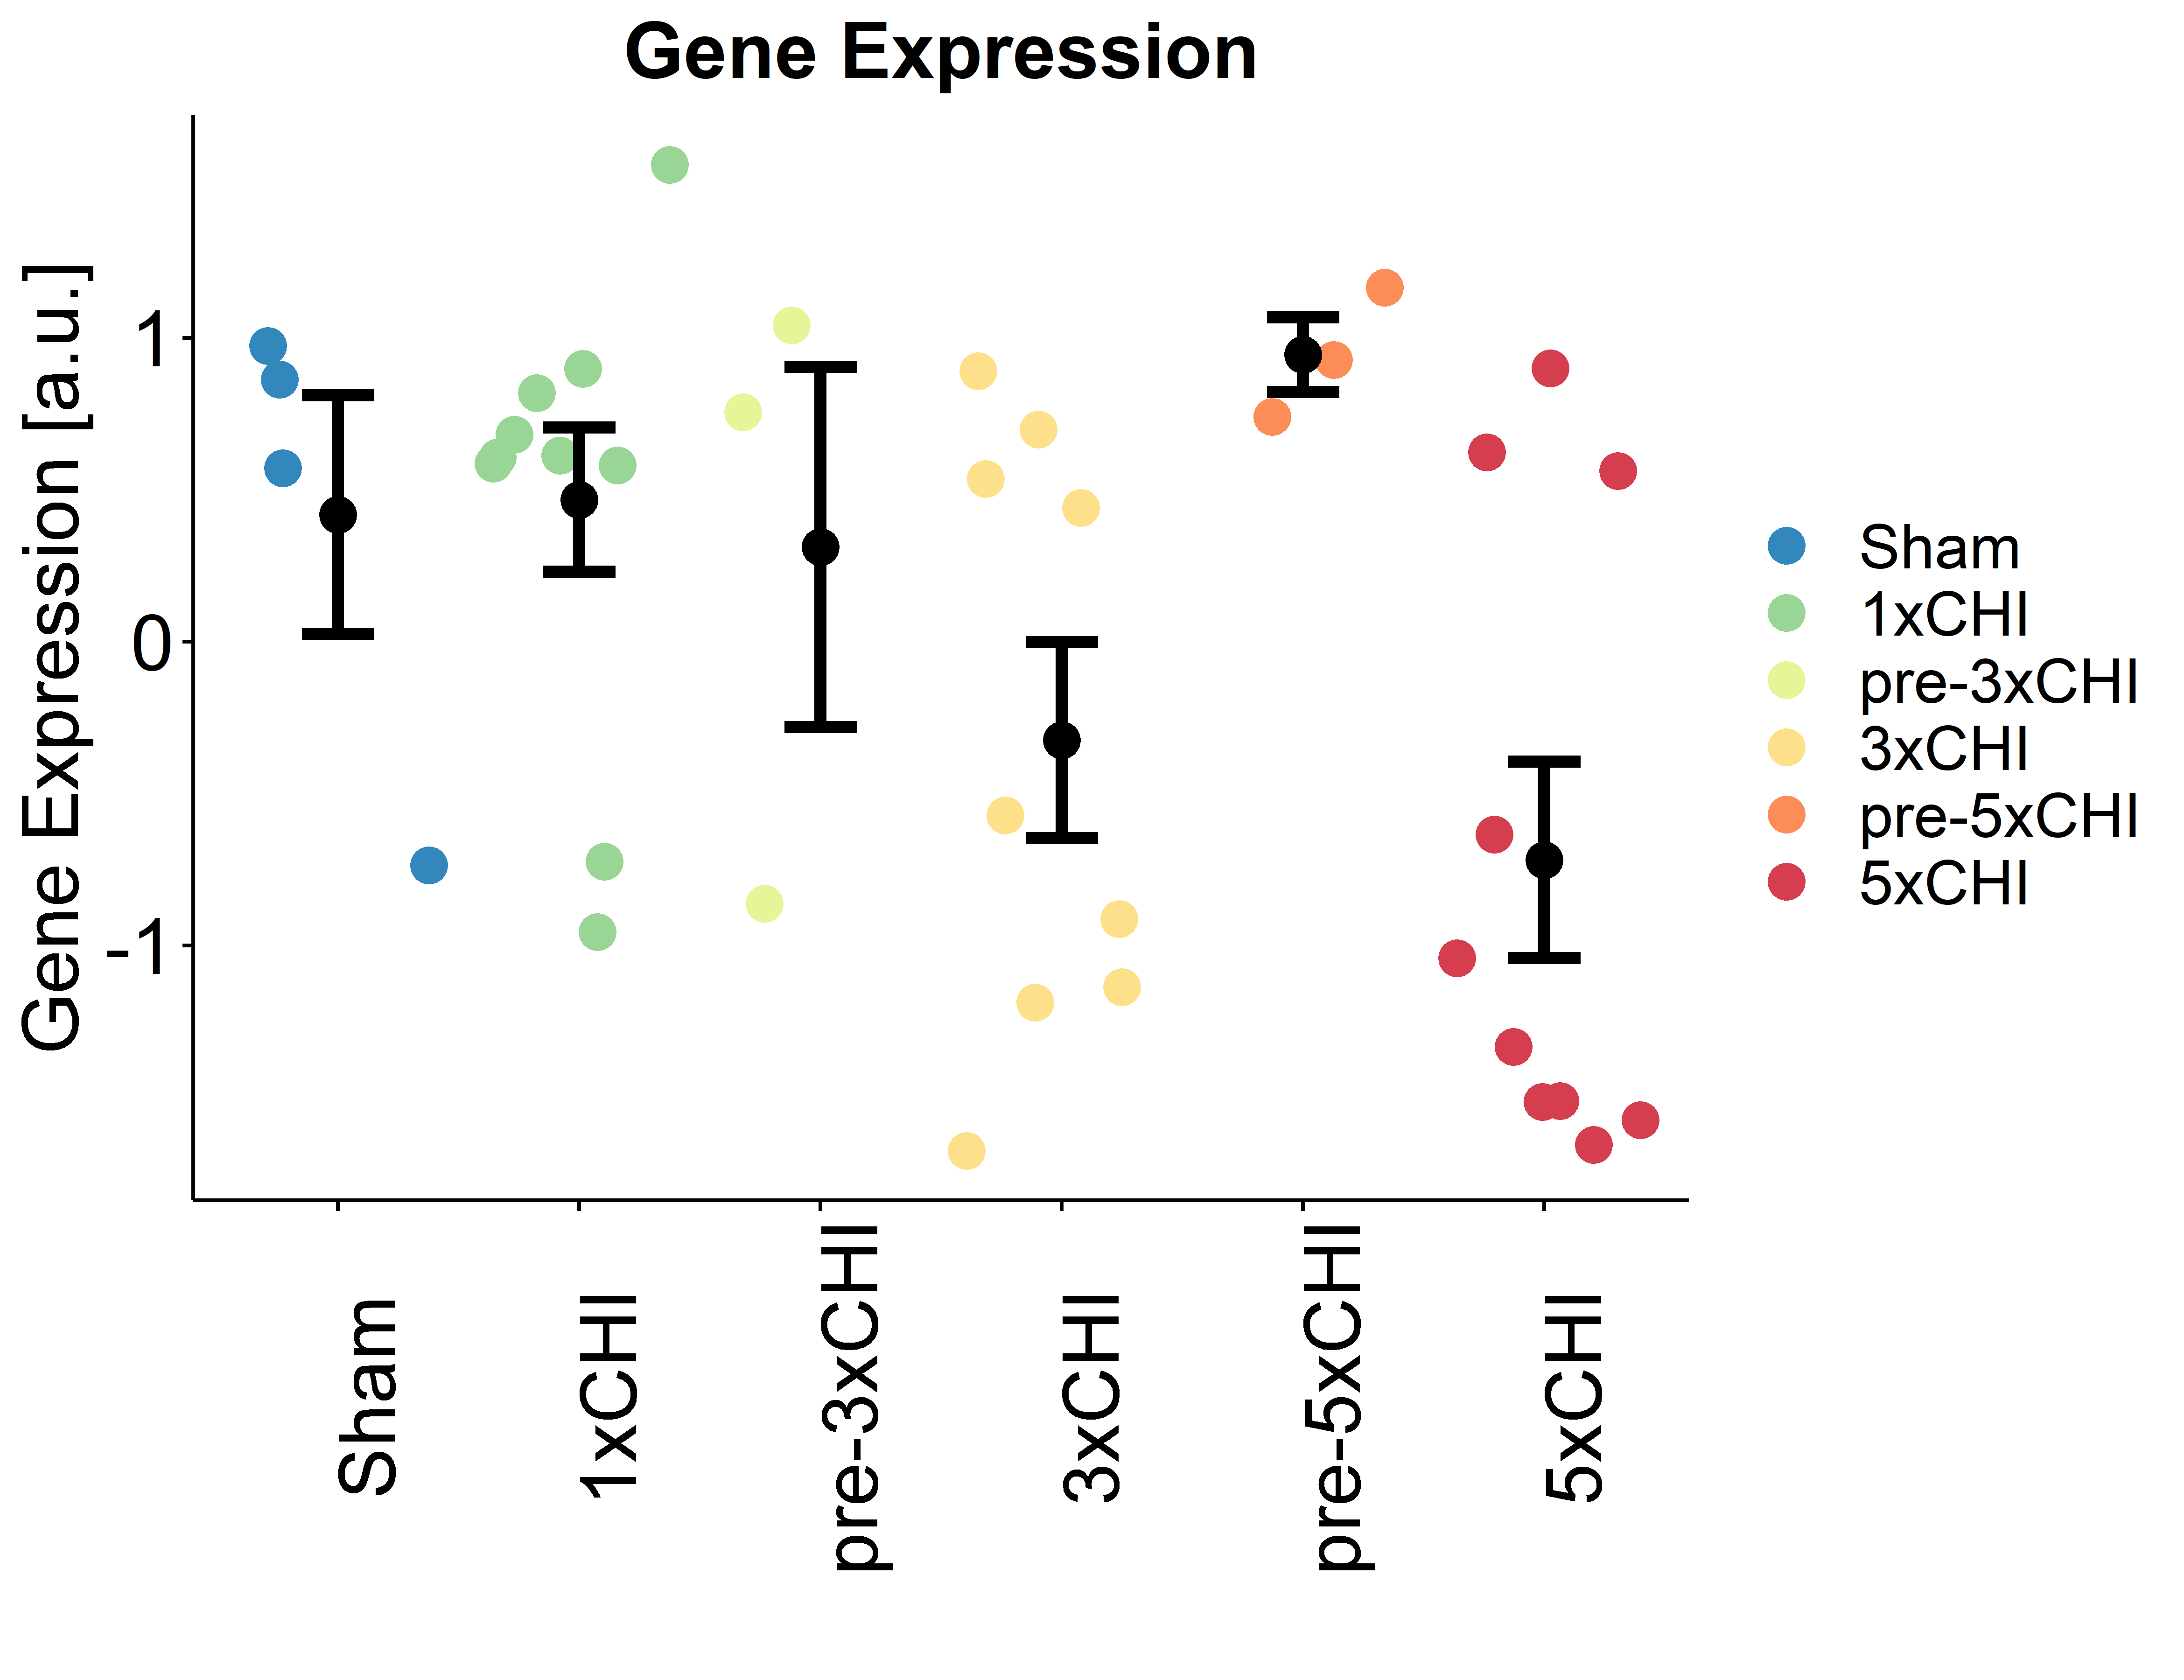 Gene Expression
Gene Expression [a.u.]
1
0
-1
Sham
1xCHI
pre-3xCHI
3xCHI
pre-5xCHI
5xCHI
Sham
1xCHI
pre-3xCHI
3xCHI
pre-5xCHI
5xCHI